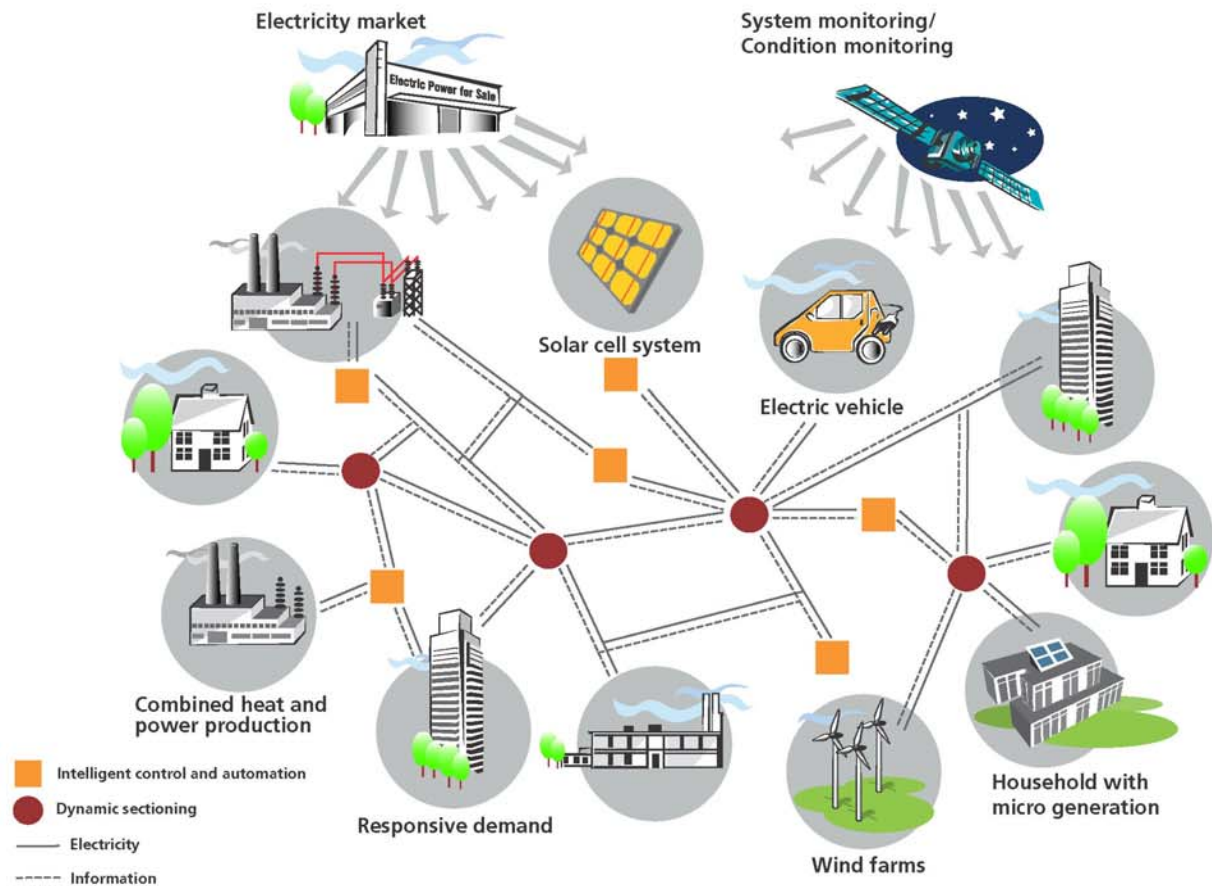 Electricity market
System monitoring/
Condition monitoring
Electric Power for Sale
Solar cell system
Electric vehicle
Combined heat and
power production
Responsive demand
Household with
micro generation
Wind farms
Intelligent control and automation
Dynamic sectioning
Electricity
Information